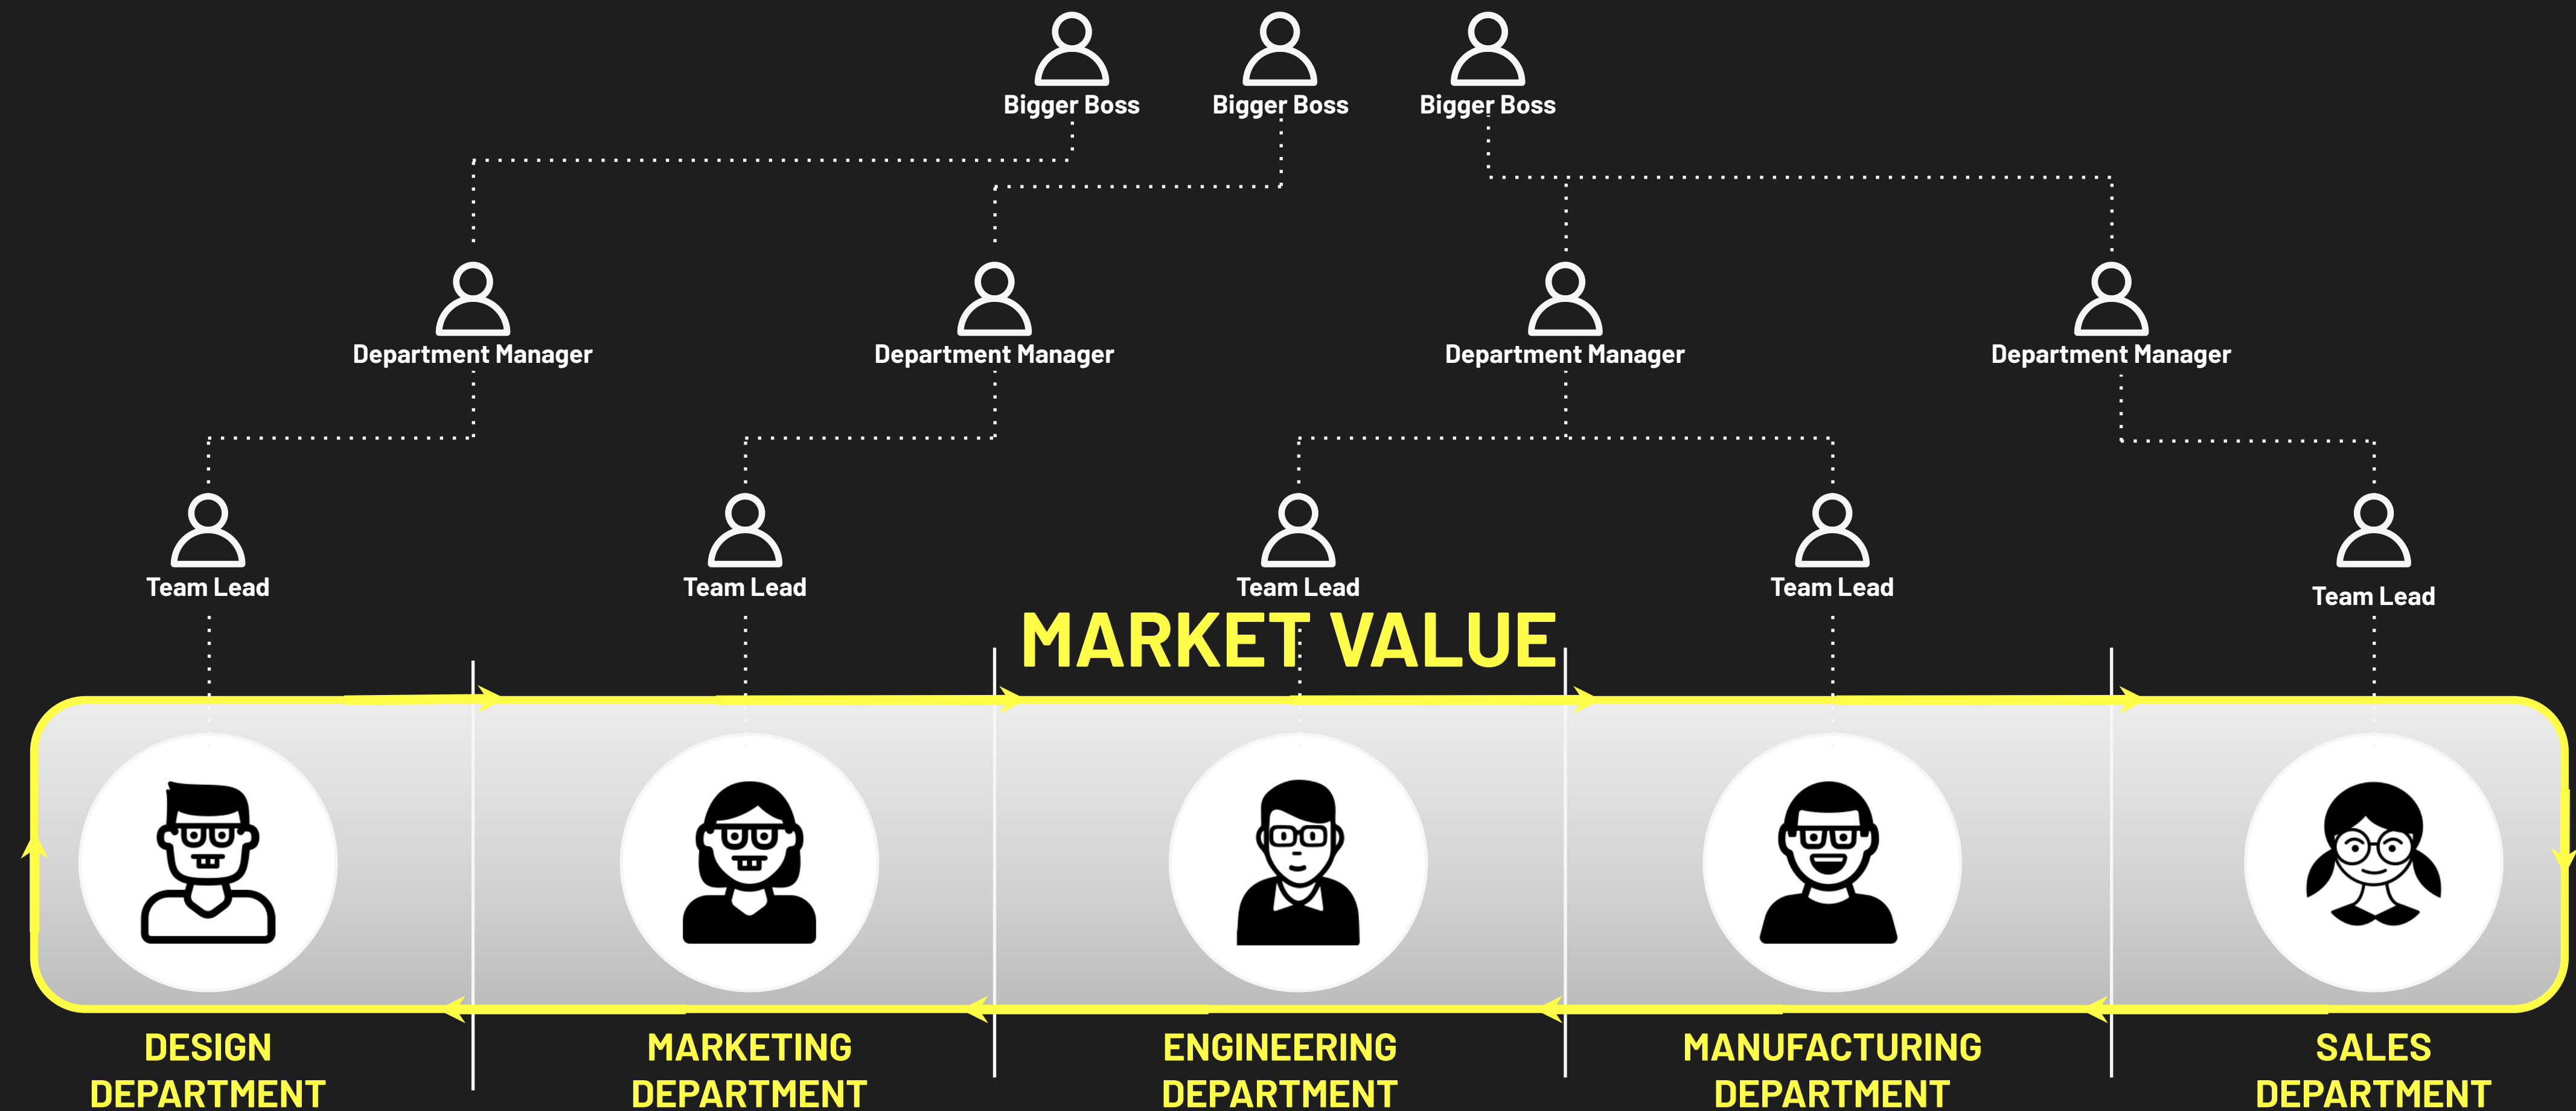 Bigger Boss
Bigger Boss
Bigger Boss
Department Manager
Department Manager
Department Manager
Department Manager
Team Lead
Team Lead
Team Lead
Team Lead
Team Lead
MARKET VALUE
DESIGN
DEPARTMENT
MARKETING
DEPARTMENT
ENGINEERING
DEPARTMENT
MANUFACTURING
DEPARTMENT
SALES
DEPARTMENT